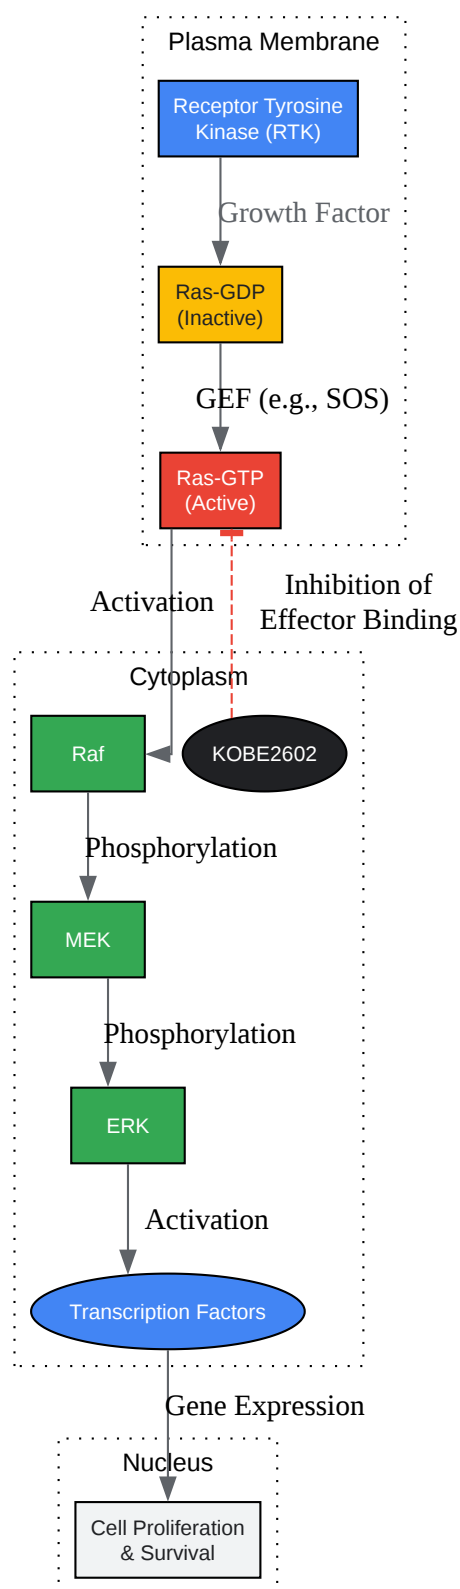 Plasma Membrane
Receptor Tyrosine
Kinase (RTK)
Growth Factor
Ras-GDP
(Inactive)
GEF (e.g., SOS)
Ras-GTP
(Active)
Activation
Inhibition of
Effector Binding
Cytoplasm
Raf
KOBE2602
Phosphorylation
MEK
Phosphorylation
ERK
Activation
Transcription Factors
Gene Expression
Nucleus
Cell Proliferation
& Survival